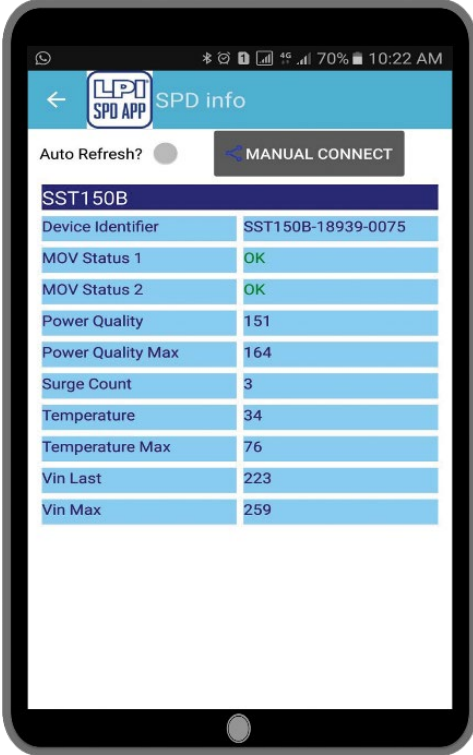 1 4G 70% 10:22 AM
LPI
SPD APP
SPD info
Auto Refresh? MANUAL CONNECT
SST150B
Device Identifier SST150B-18939-0075
MOV Status 1 OK
MOV Status 2 OK
Power Quality 151
Power Quality Max 164
Surge Count 3
Temperature 34
Temperature Max 76
Vin Last 223
Vin Max 259